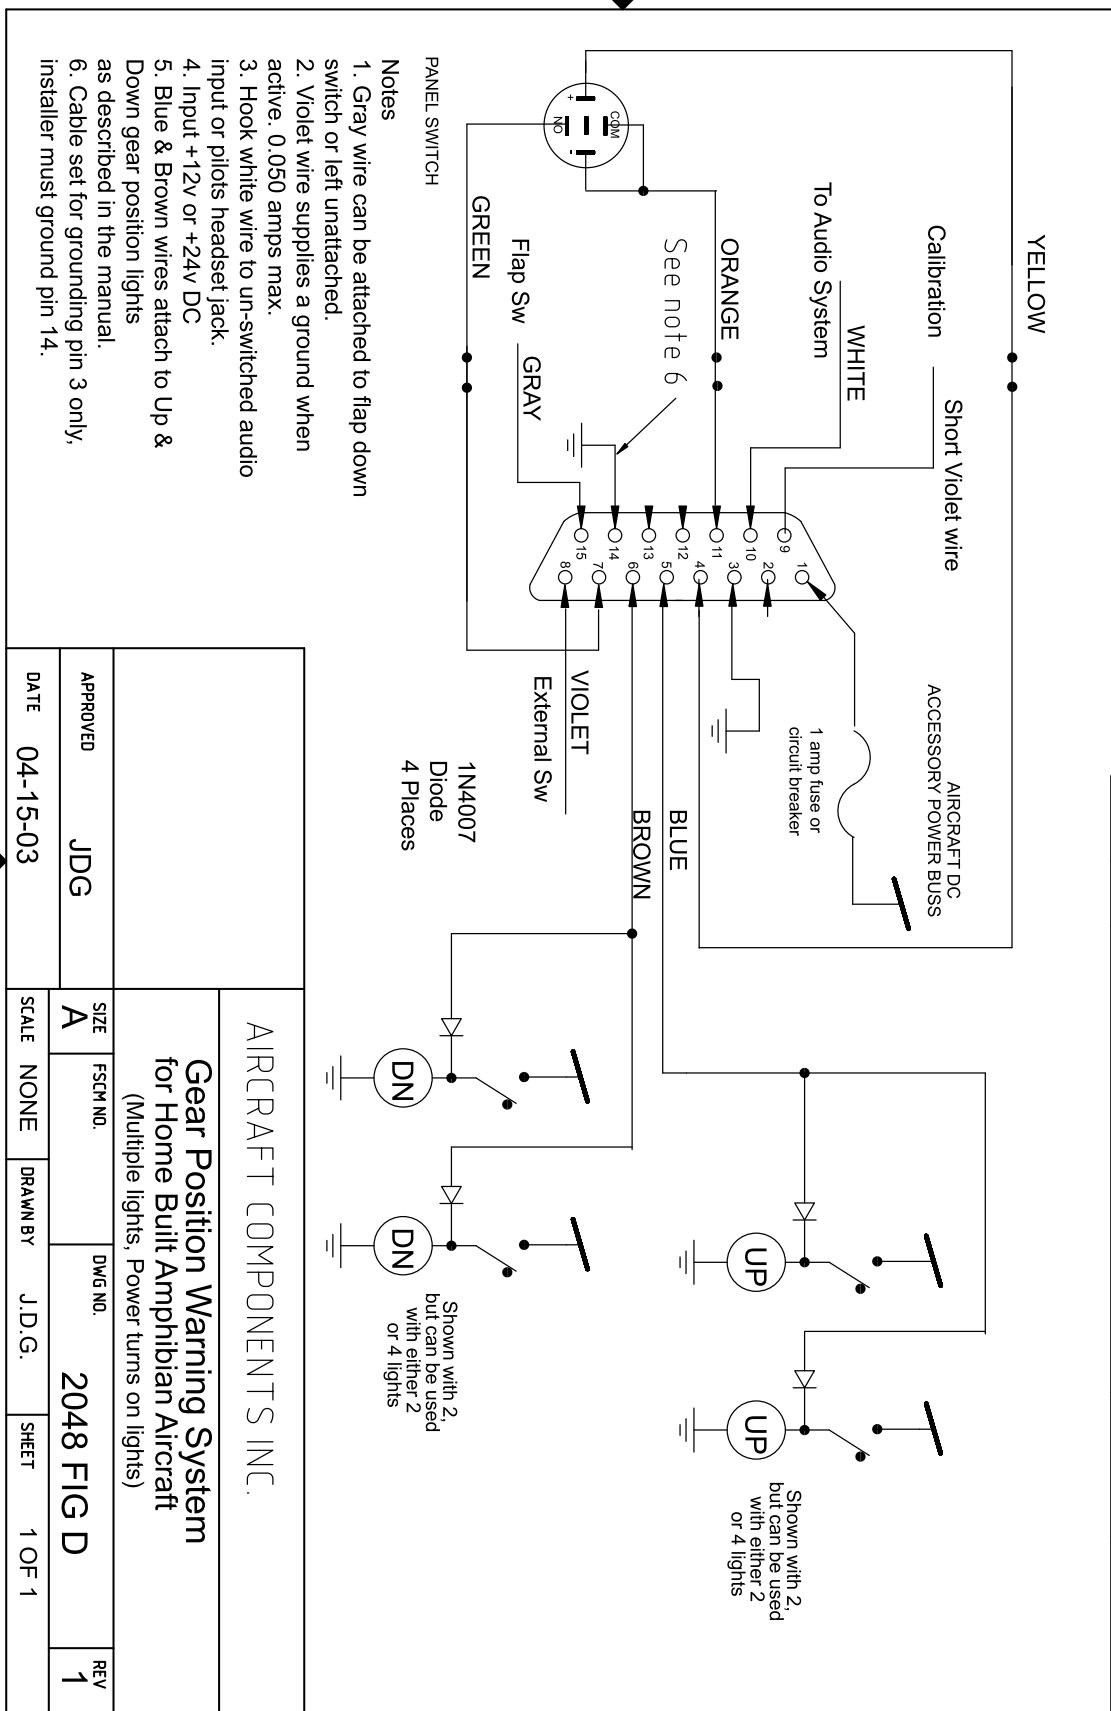 YELLOW
Calibration
Short Violet wire
To Audio System
WHITE
ORANGE
See note 6
Flap Sw
GRAY
GREEN
COM
NO
+
-
PANEL SWITCH
9
10
11
12
13
14
15
1
2
3
4
5
6
7
8
AIRCRAFT DC
ACCESSORY POWER BUSS
1 amp fuse or
circuit breaker
BLUE
BROWN
VIOLET
External Sw
1N4007
Diode
4 Places
UP
UP
Shown with 2,
but can be used
with either 2
or 4 lights
DN
DN
Shown with 2,
but can be used
with either 2
or 4 lights
Notes
1. Gray wire can be attached to flap down
switch or left unattached.
2. Violet wire supplies a ground when
active. 0.050 amps max.
3. Hook white wire to un-switched audio
input or pilots headset jack.
4. Input +12v or +24v DC
5. Blue & Brown wires attach to Up &
Down gear position lights
as described in the manual.
6. Cable set for grounding pin 3 only,
installer must ground pin 14.
AIRCRAFT COMPONENTS INC.
Gear Position Warning System
for Home Built Amphibian Aircraft
(Multiple lights, Power turns on lights)
APPROVED JDG
DATE 04-15-03
SIZE A
FSCM NO.
DWG NO. 2048 FIG D
REV 1
SCALE NONE
DRAWN BY J.D.G.
SHEET 1 OF 1